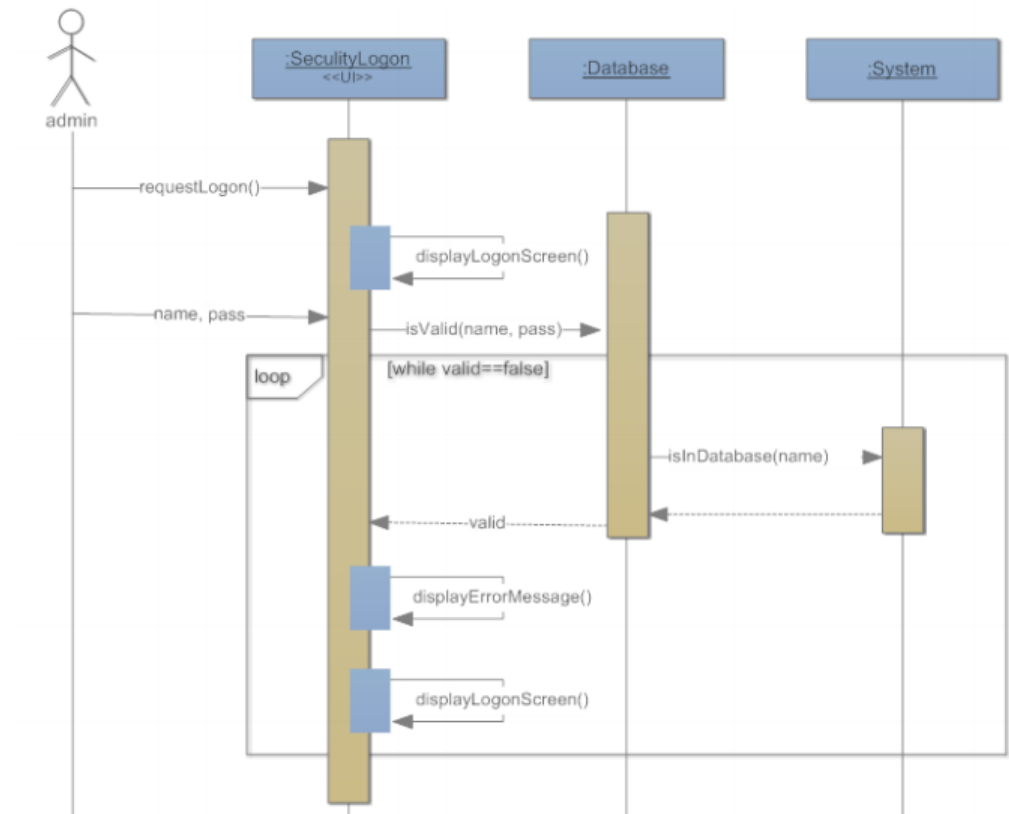 :SeculityLogon
<<UI>>
:Database
:System
admin
requestLogon()
displayLogonScreen()
name, pass
isValid(name, pass)
loop
[while valid==false]
isInDatabase(name)
valid
displayErrorMessage()
displayLogonScreen()